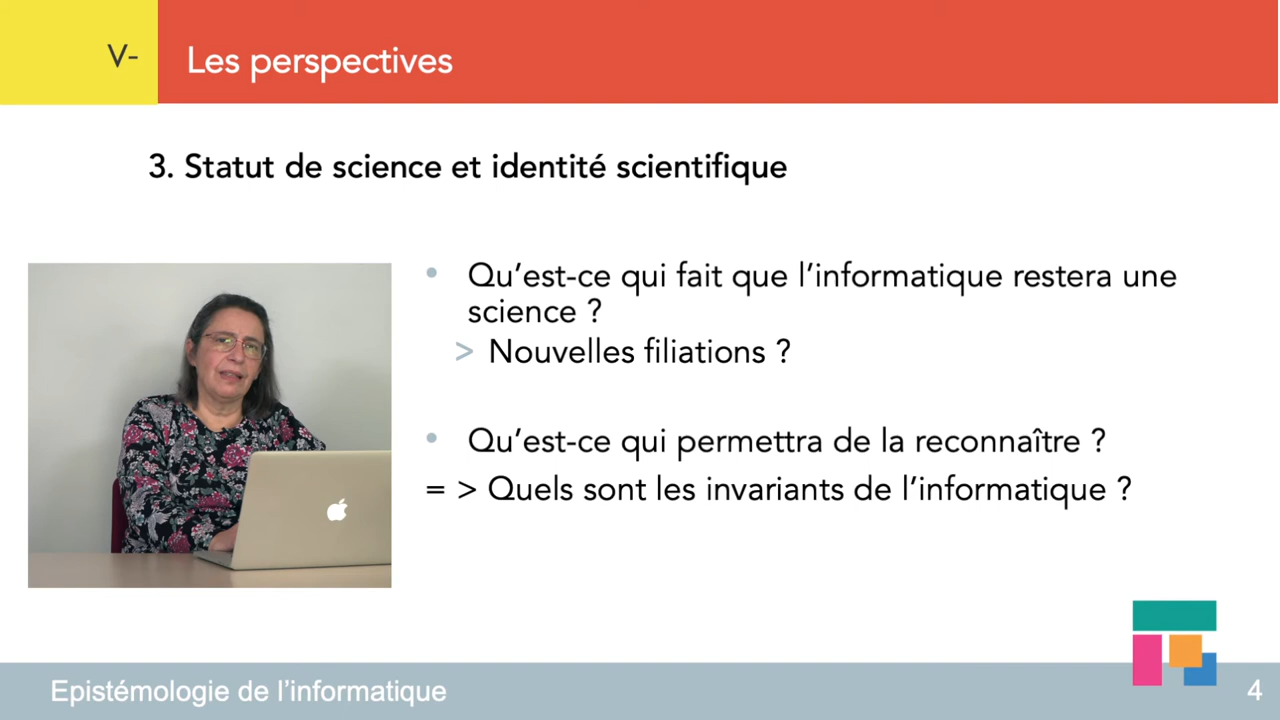 V-
Les perspectives
3. Statut de science et identité scientifique
• Qu'est-ce qui fait que l'informatique restera une
science ?
> Nouvelles filiations ?
• Qu'est-ce qui permettra de la reconnaître ?
= > Quels sont les invariants de l'informatique ?
Epistémologie de l'informatique
4